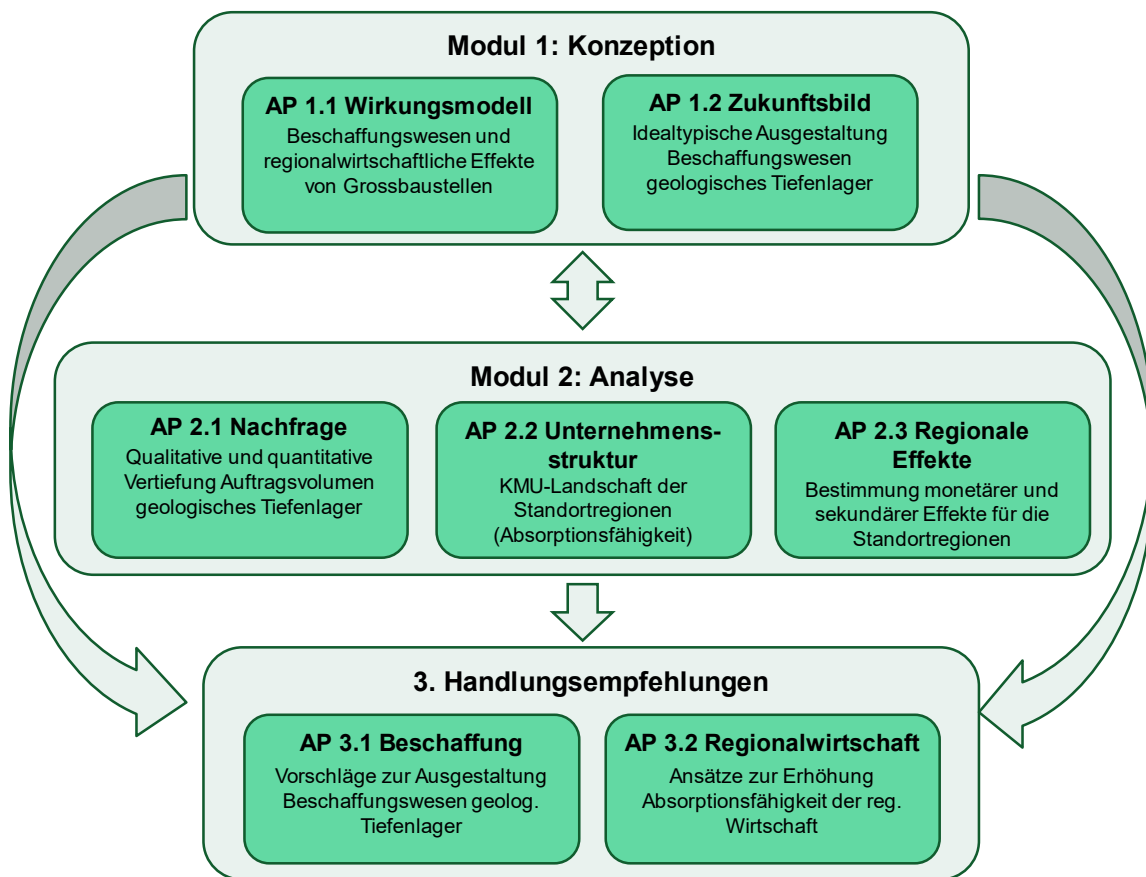 Modul 1: Konzeption
AP 1.1 Wirkungsmodell
Beschaffungswesen und
regionalwirtschaftliche Effekte
von Grossbaustellen
AP 1.2 Zukunftsbild
Idealtypische Ausgestaltung
Beschaffungswesen
geologisches Tiefenlager
Modul 2: Analyse
AP 2.1 Nachfrage
Qualitative und quantitative
Vertiefung Auftragsvolumen
geologisches Tiefenlager
AP 2.2 Unternehmens-
struktur
KMU-Landschaft der
Standortregionen
(Absorptionsfähigkeit)
AP 2.3 Regionale
Effekte
Bestimmung monetärer und
sekundärer Effekte für die
Standortregionen
3. Handlungsempfehlungen
AP 3.1 Beschaffung
Vorschläge zur Ausgestaltung
Beschaffungswesen geolog.
Tiefenlager
AP 3.2 Regionalwirtschaft
Ansätze zur Erhöhung
Absorptionsfähigkeit der reg.
Wirtschaft